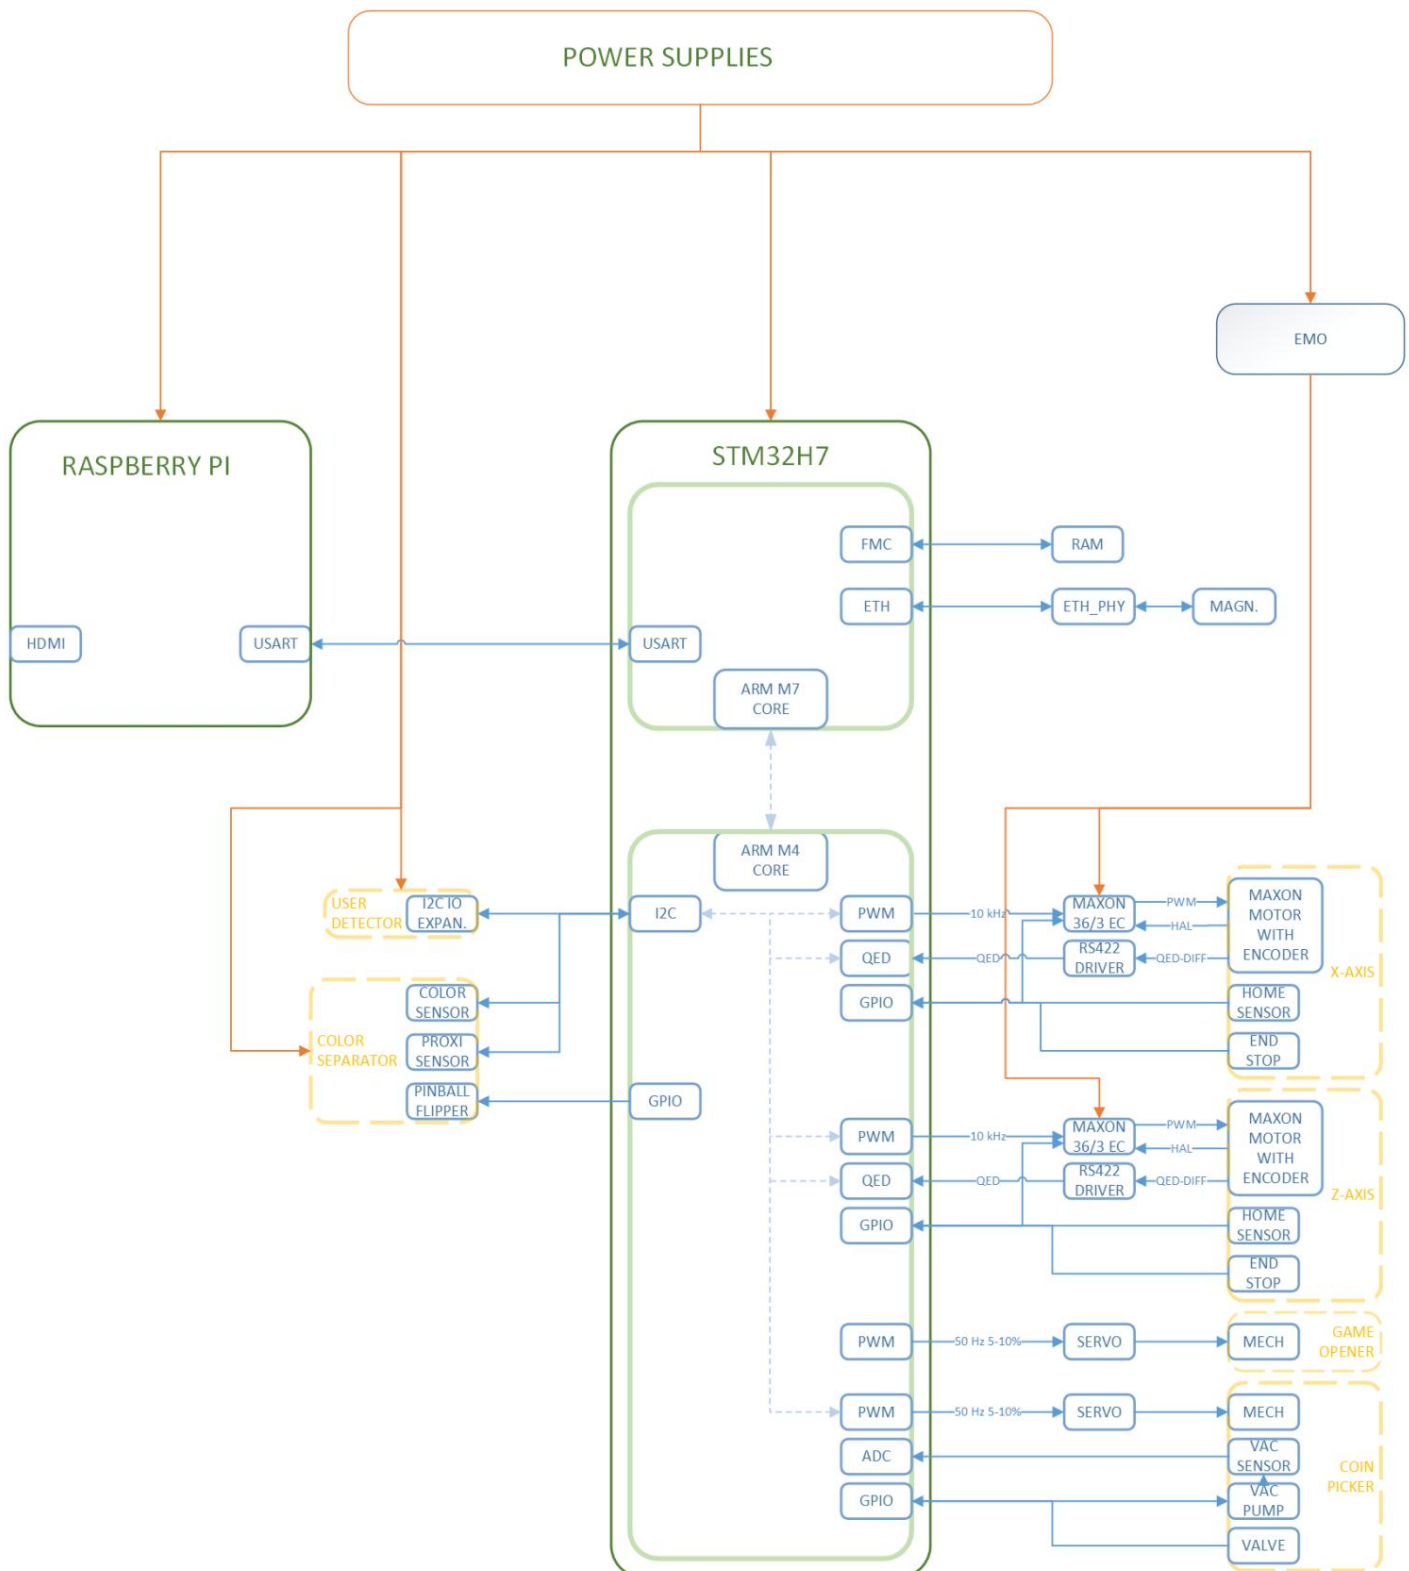 POWER SUPPLIES
EMO
RASPBERRY PI
HDMI
USART
STM32H7
FMC
RAM
ETH
ETH_PHY
MAGN.
USART
ARM M7
CORE
ARM M4
CORE
USER
DETECTOR
I2C IO
EXPAN.
I2C
COLOR
SEPARATOR
COLOR
SENSOR
PROXI
SENSOR
PINBALL
FLIPPER
GPIO
PWM
10 kHz
MAXON
36/3 EC
PWM
HAL
MAXON
MOTOR
WITH
ENCODER
QED
QED
RS422
DRIVER
QED-DIFF
X-AXIS
GPIO
HOME
SENSOR
END
STOP
PWM
10 kHz
MAXON
36/3 EC
PWM
HAL
MAXON
MOTOR
WITH
ENCODER
QED
QED
RS422
DRIVER
QED-DIFF
Z-AXIS
GPIO
HOME
SENSOR
END
STOP
PWM
50 Hz 5-10%
SERVO
MECH
GAME
OPENER
PWM
50 Hz 5-10%
SERVO
MECH
ADC
VAC
SENSOR
COIN
PICKER
GPIO
VAC
PUMP
VALVE